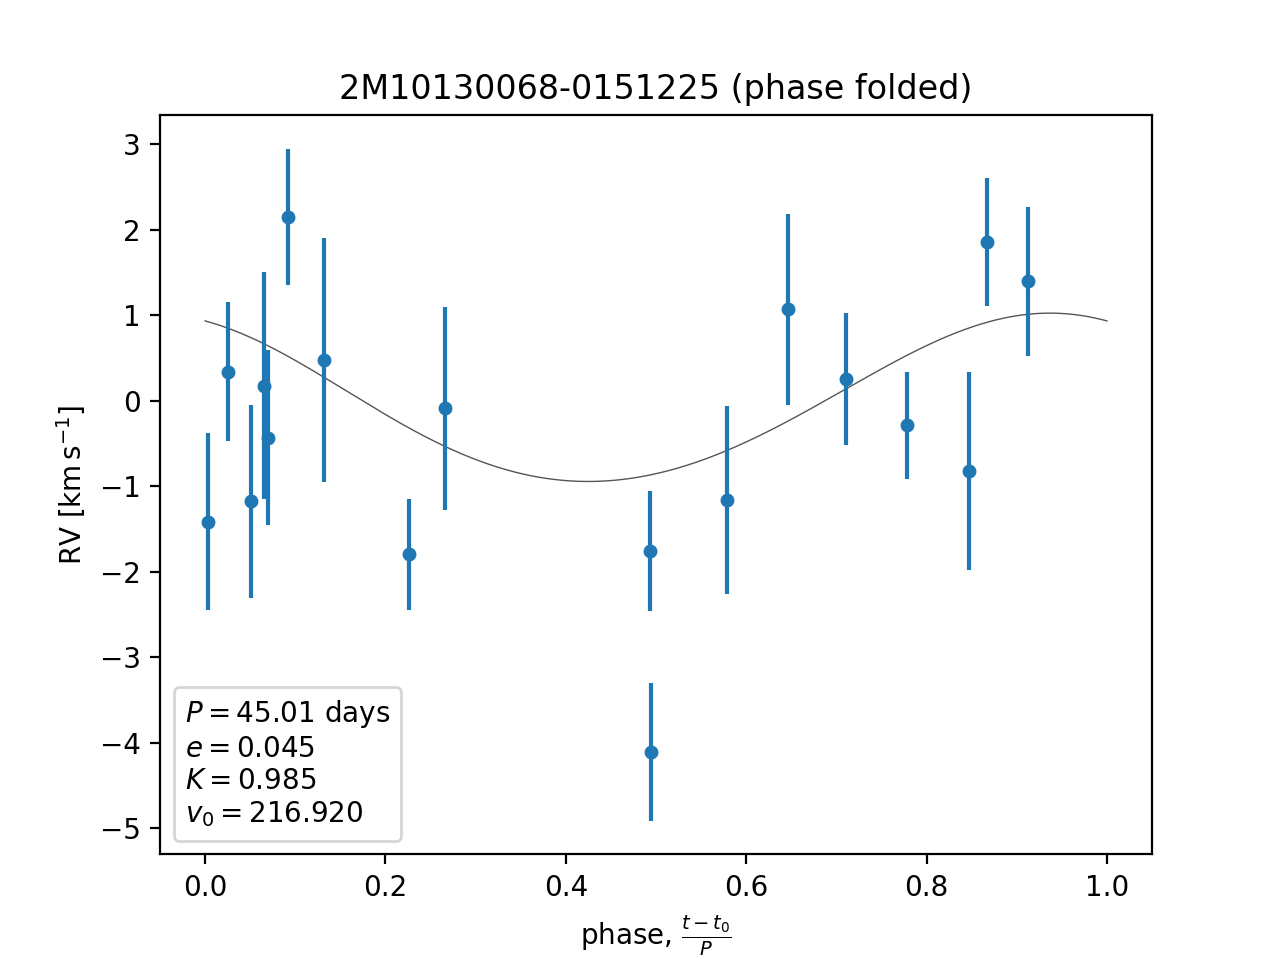 2M10130068-0151225 (phase folded)
3
2
1
0
−1
−2
−3
−4
−5
RV [km s⁻¹]
P = 45.01 days
e = 0.045
K = 0.985
v₀ = 216.920
0.0 0.2 0.4 0.6 0.8 1.0
phase, (t − t₀)/P